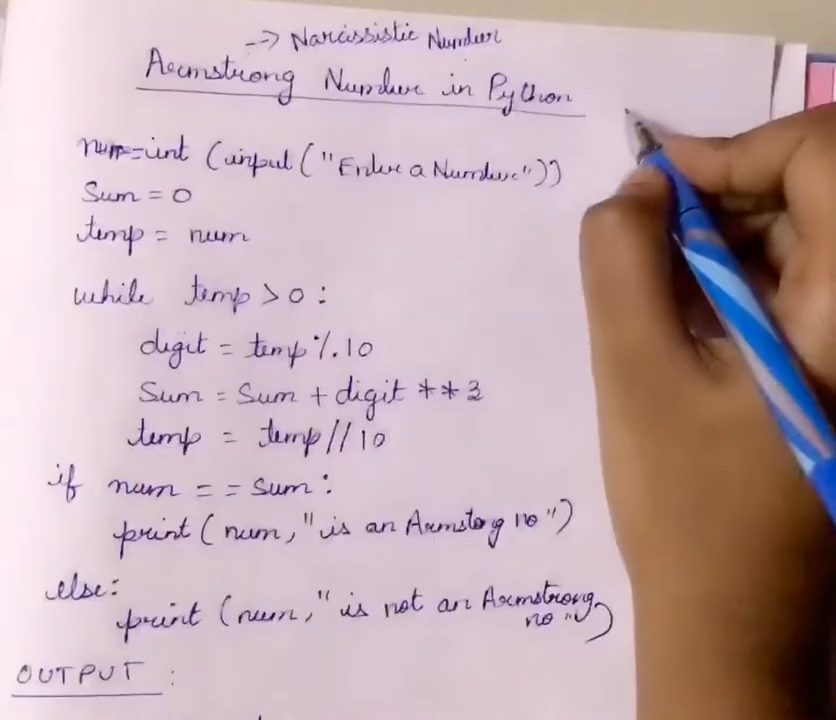 -> Narcissistic Number
Armstrong Number in Python
num=int (input ("Enter a Number"))
Sum = 0
temp = num
while temp > 0 :
digit = temp % 10
Sum = Sum + digit ** 3
temp = temp // 10
if num == sum :
print ( num, " is an Armstong no " )
else :
print ( num, " is not an Armstrong
no " )
OUTPUT :